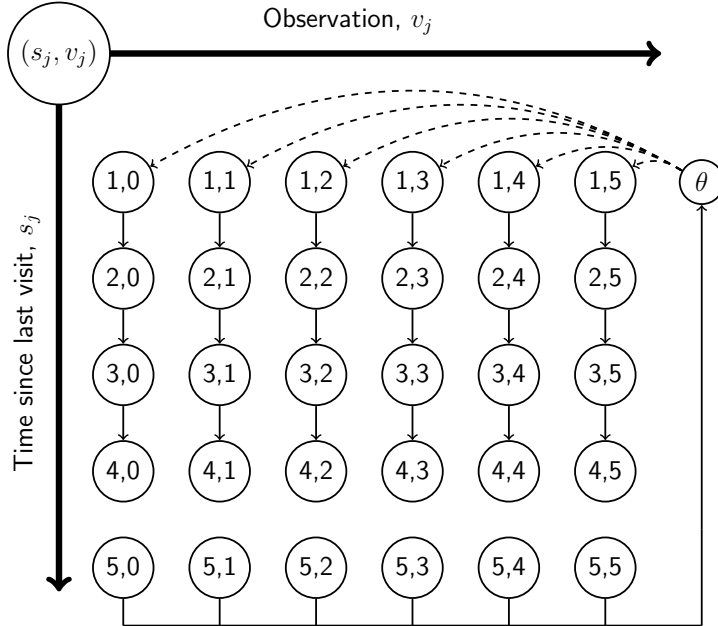 Observation, v_j
(s_j, v_j)
1,0 1,1 1,2 1,3 1,4 1,5 θ
2,0 2,1 2,2 2,3 2,4 2,5
Time since last visit, s_j
3,0 3,1 3,2 3,3 3,4 3,5
4,0 4,1 4,2 4,3 4,4 4,5
5,0 5,1 5,2 5,3 5,4 5,5